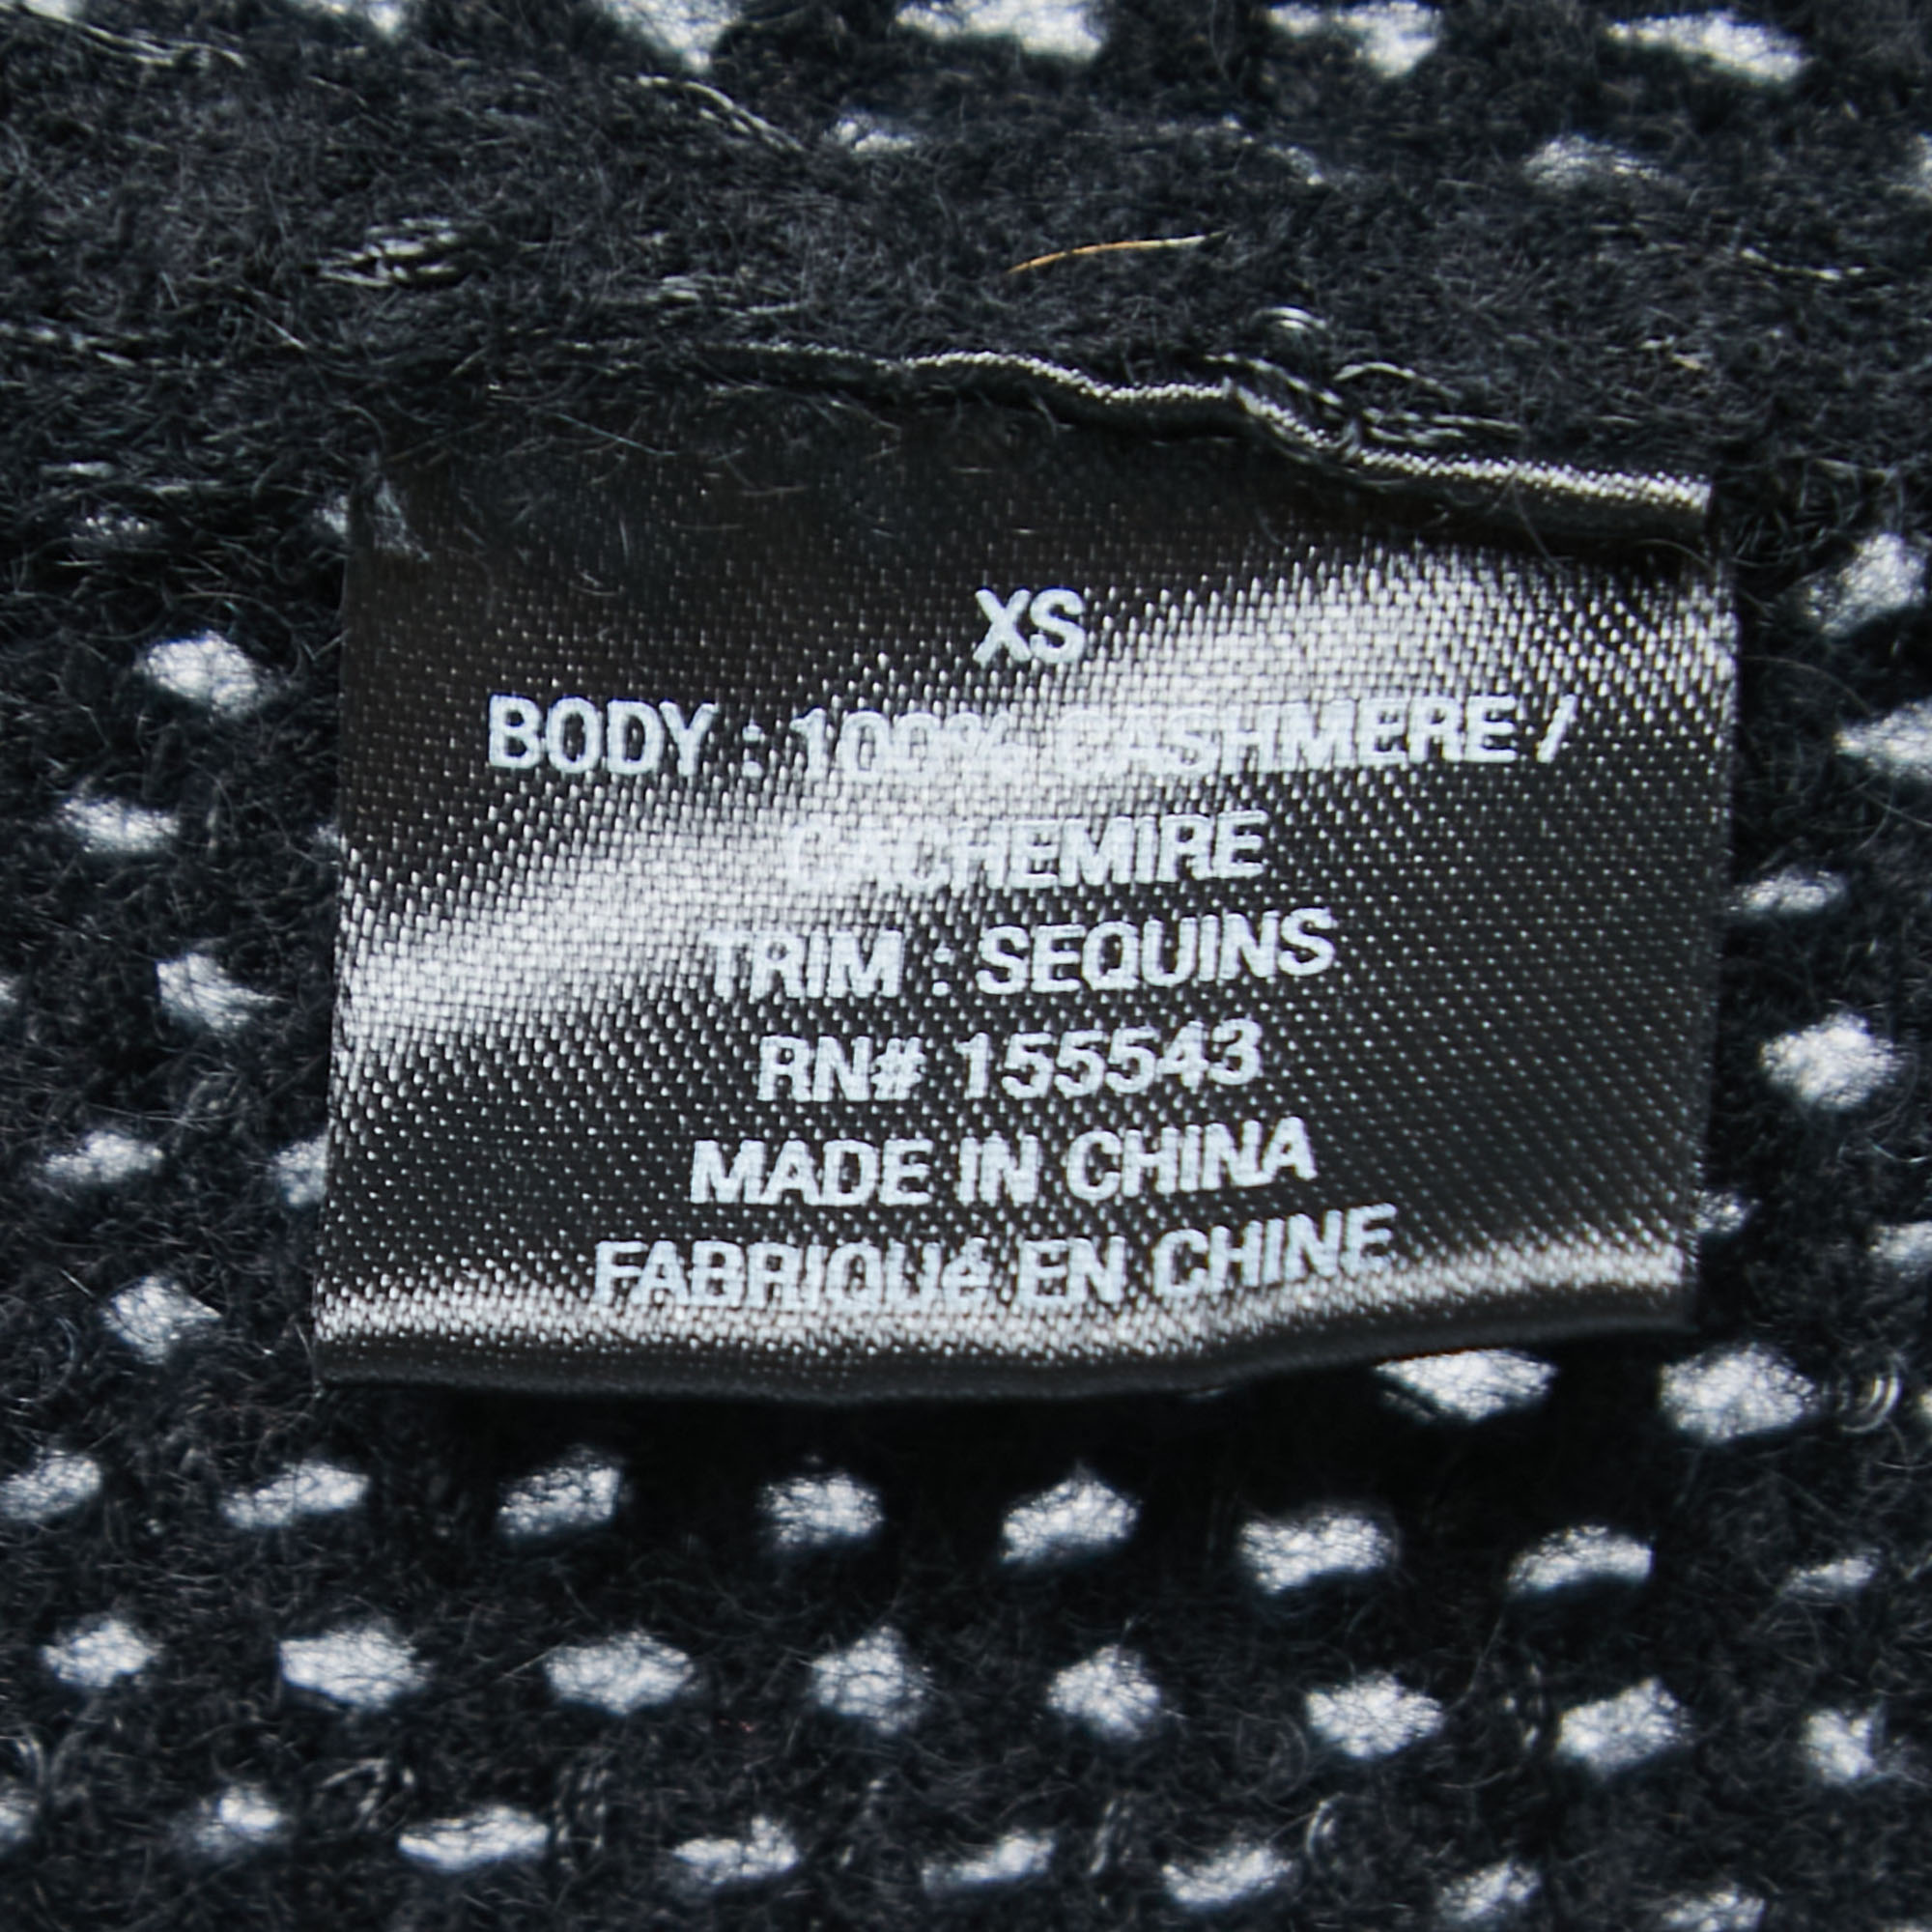 XS
BODY : 100% CASHMERE /
CACHEMIRE
TRIM : SEQUINS
RN# 155543
MADE IN CHINA
FABRIQUé EN CHINE